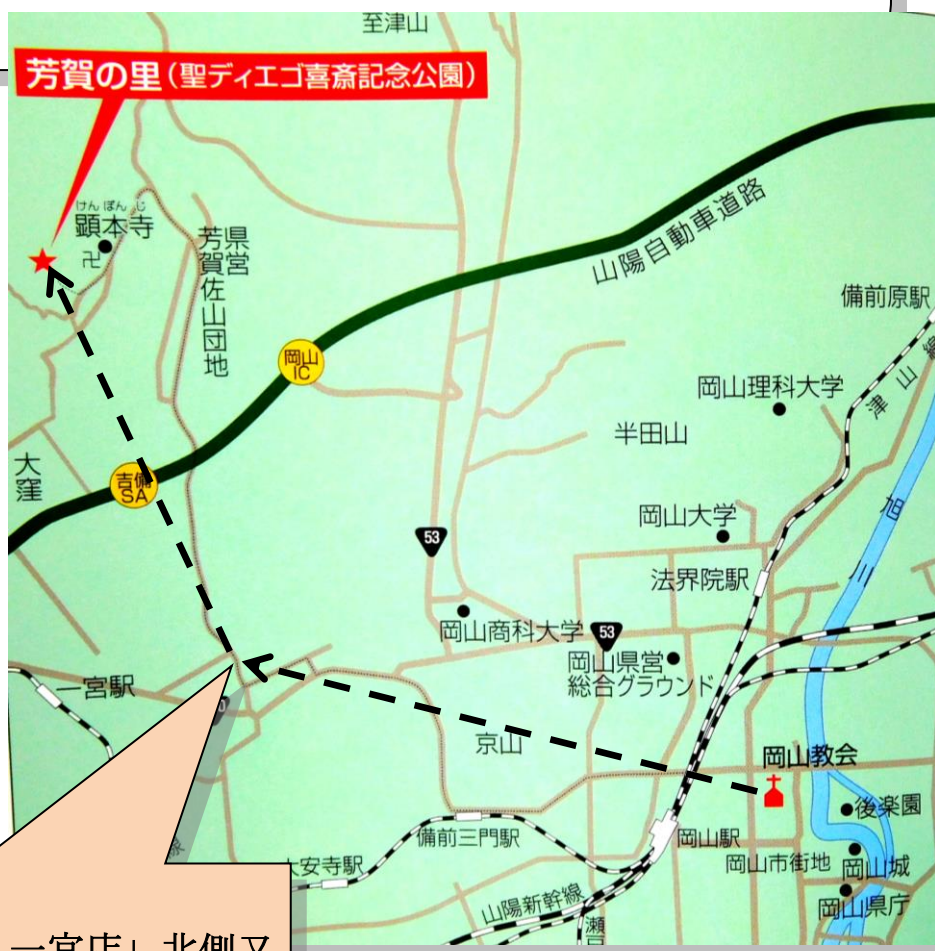 至津山
芳賀の里(聖ディエゴ喜斎記念公園)
けんぽんじ
顕本寺
卍
県営
芳賀佐山団地
山陽自動車道路
備前原駅
津山線
岡山
IC
岡山理科大学
半田山
大窪
吉備
SA
旭川
岡山大学
53
法界院駅
岡山商科大学
53
岡山県営
総合グラウンド
一宮駅
京山
岡山教会
後楽園
備前三門駅
岡山駅
岡山市街地
岡山城
大安寺駅
岡山県庁
山陽新幹線
瀬戸
一宮店」北側又